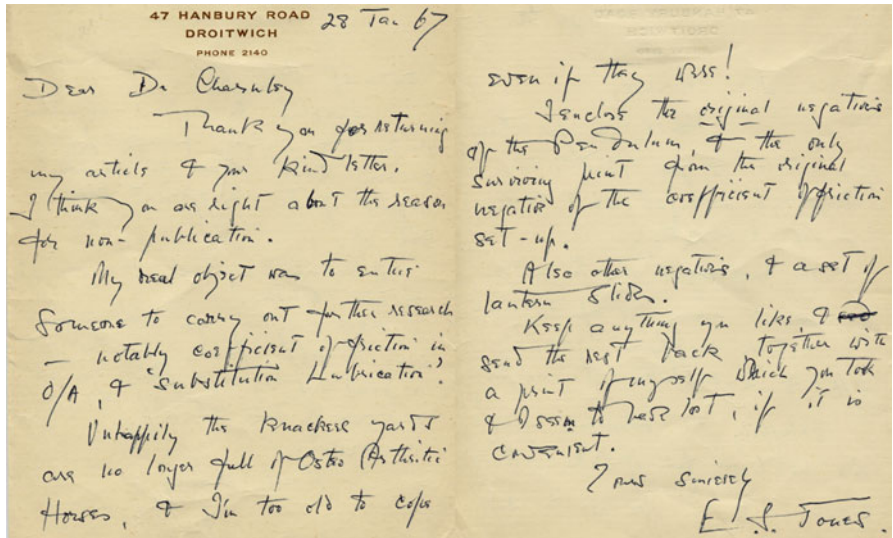 47 HANBURY ROAD
DROITWICH
PHONE 2140
28 Jan 67
Dear Dr Charnley
Thank you for returning
my article & your kind letter.
I think you are right about the reason
for non-publication.
My real object was to entice
someone to carry out further research
— notably coefficient of friction in
O/A, & "Substitution Lubrication".
Unhappily the knackers yards
are no longer full of Osteo Arthritic
Horses, & I'm too old to cope
even if they were!
I enclose the original negative
of the Pendulum, & the only
surviving print from the original
negative of the coefficient of friction
set-up.
Also other negatives, & a set of
lantern slides.
Keep anything you like, &
send the rest back together with
a print of myself which you took
& I seem to have lost, if it is
convenient.
Yours sincerely
E. S. Jones.